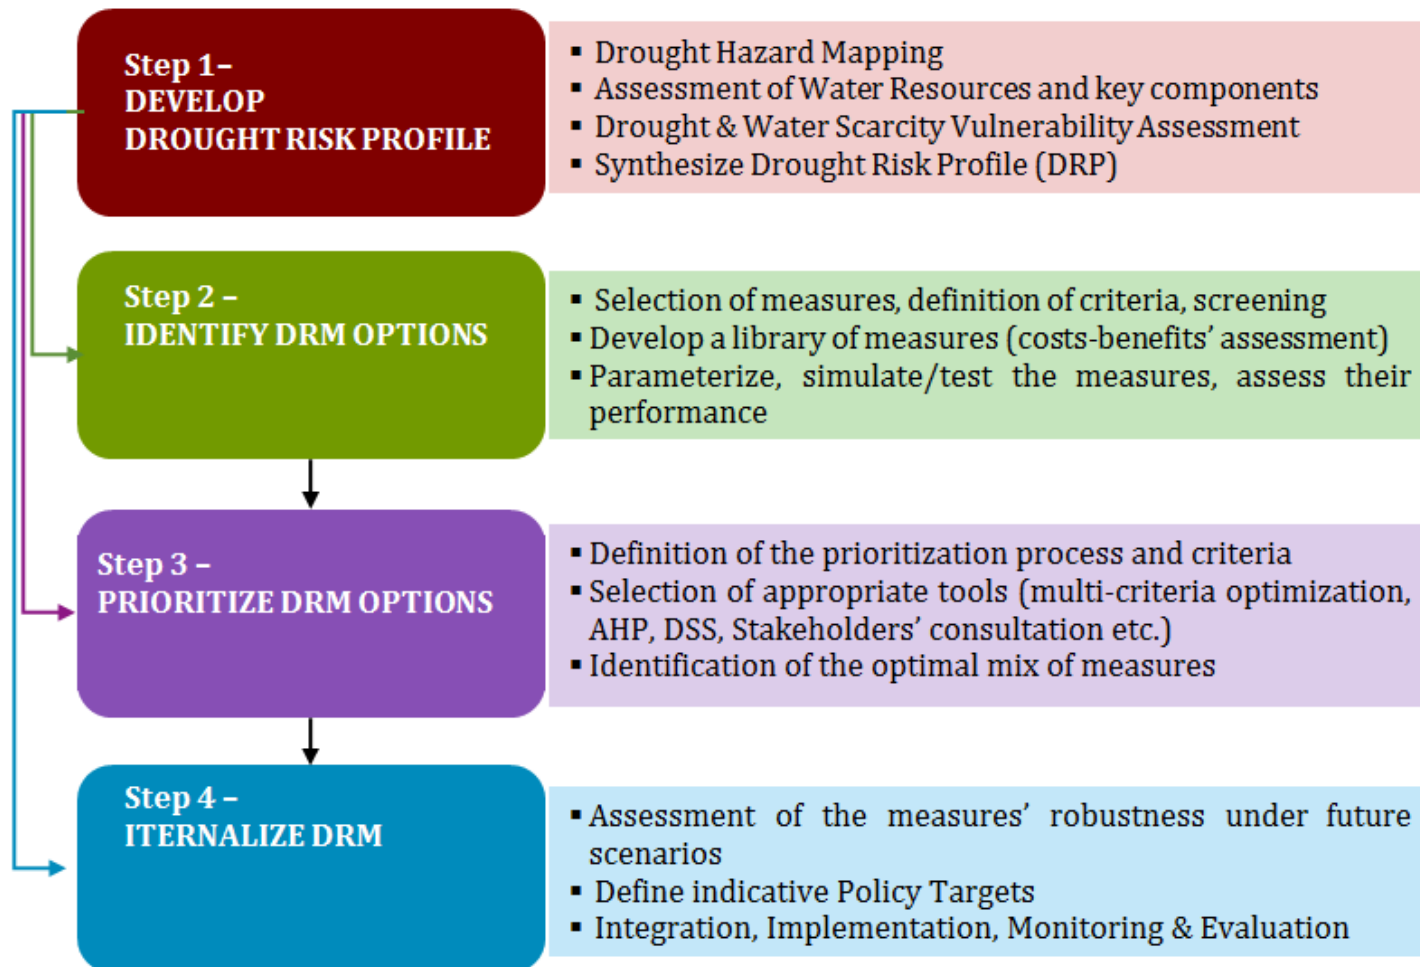 Step 1–
DEVELOP
DROUGHT RISK PROFILE
▪ Drought Hazard Mapping
▪ Assessment of Water Resources and key components
▪ Drought & Water Scarcity Vulnerability Assessment
▪ Synthesize Drought Risk Profile (DRP)
Step 2 –
IDENTIFY DRM OPTIONS
▪ Selection of measures, definition of criteria, screening
▪ Develop a library of measures (costs-benefits’ assessment)
▪ Parameterize, simulate/test the measures, assess their
performance
Step 3 –
PRIORITIZE DRM OPTIONS
▪ Definition of the prioritization process and criteria
▪ Selection of appropriate tools (multi-criteria optimization,
AHP, DSS, Stakeholders’ consultation etc.)
▪ Identification of the optimal mix of measures
Step 4 –
ITERNALIZE DRM
▪ Assessment of the measures’ robustness under future
scenarios
▪ Define indicative Policy Targets
▪ Integration, Implementation, Monitoring & Evaluation